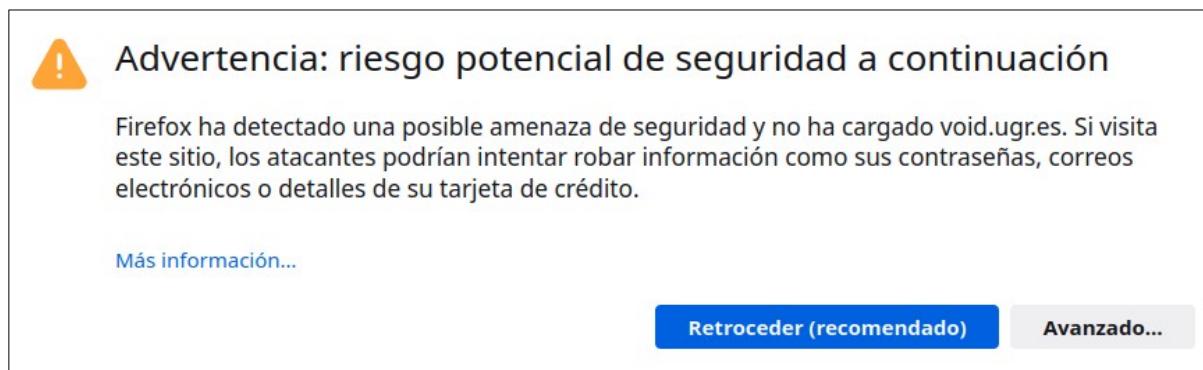 Advertencia: riesgo potencial de seguridad a continuación
Firefox ha detectado una posible amenaza de seguridad y no ha cargado void.ugr.es. Si visita
este sitio, los atacantes podrían intentar robar información como sus contraseñas, correos
electrónicos o detalles de su tarjeta de crédito.
Más información...
Retroceder (recomendado)
Avanzado...